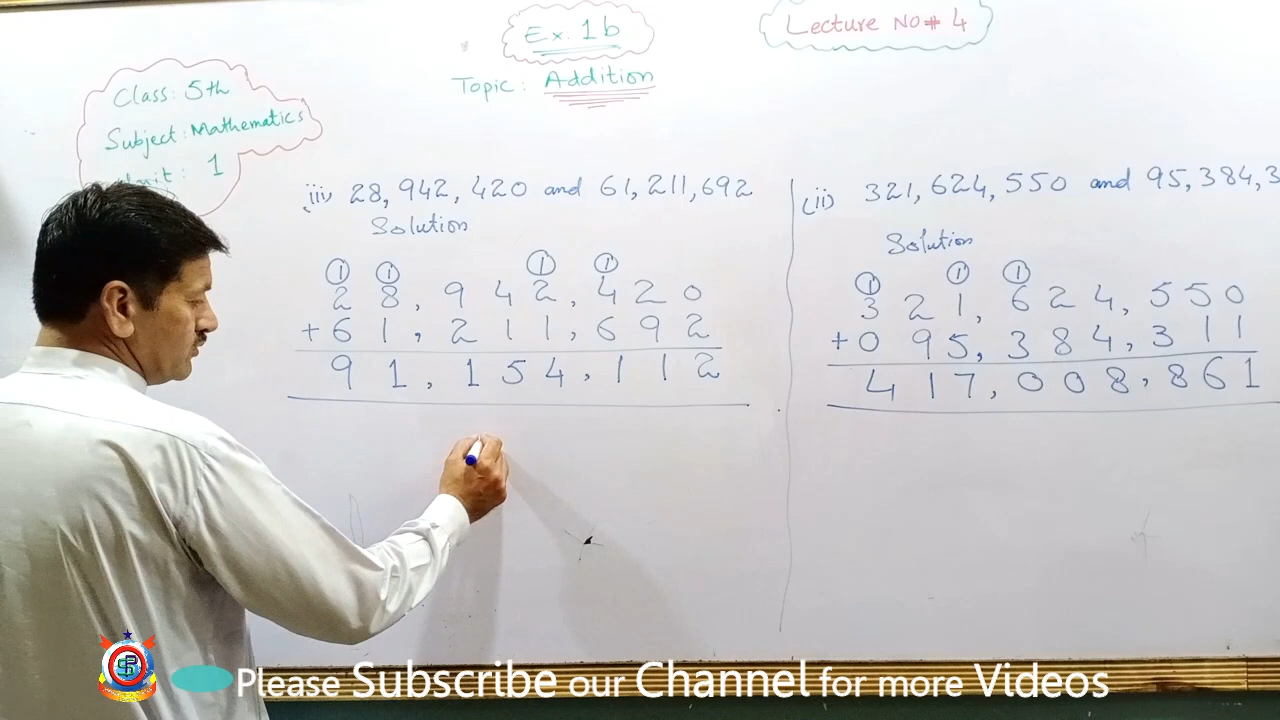 Ex: 1b
Lecture No# 4
Topic: Addition
Class: 5th
Subject: Mathematics
Unit: 1
(iii) 28, 942, 420 and 61, 211, 692
Solution
1 1 1 1
2 8 , 9 4 2 , 4 2 0
+ 6 1 , 2 1 1 , 6 9 2
9 1 , 1 5 4 , 1 1 2
(ii) 321, 624, 550 and 95, 384, 3
Solution
1 1 1
3 2 1 , 6 2 4 , 5 5 0
+ 0 9 5 , 3 8 4 , 3 1 1
4 1 7 , 0 0 8 , 8 6 1
Please Subscribe our Channel for more Videos